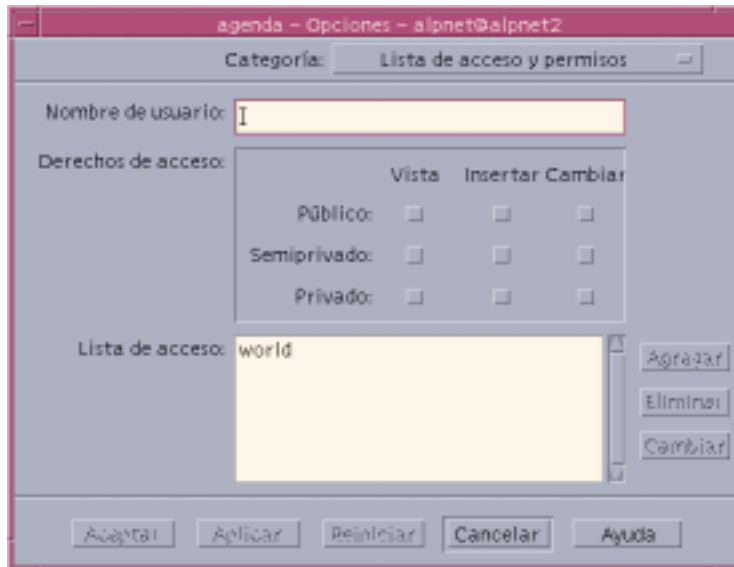 agenda – Opciones – alpnet@alpnet2
Categoría: Lista de acceso y permisos
Nombre de usuario:
Derechos de acceso:
Vista Insertar Cambiar
Público:
Semiprivado:
Privado:
Lista de acceso: world
Agregar
Eliminar
Cambiar
Aceptar Aplicar Reiniciar Cancelar Ayuda